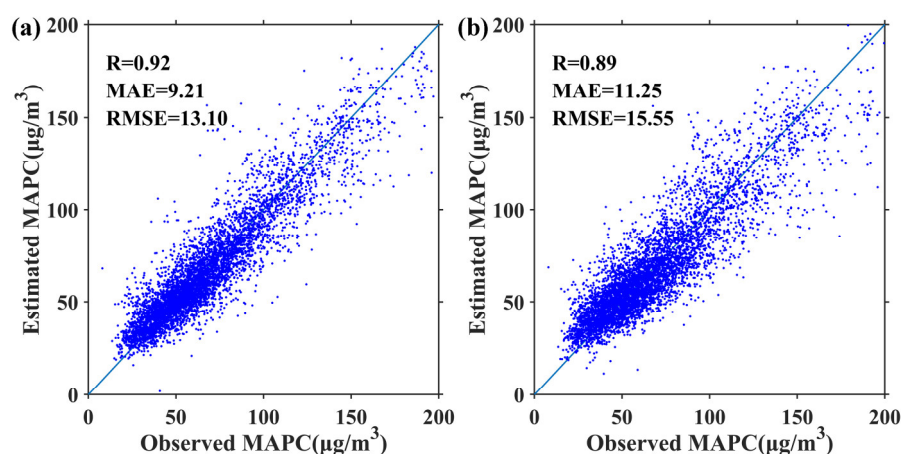 (a)
R=0.92
MAE=9.21
RMSE=13.10
Estimated MAPC(μg/m³)
200
150
100
50
0
0 50 100 150 200
Observed MAPC(μg/m³)
(b)
R=0.89
MAE=11.25
RMSE=15.55
Estimated MAPC(μg/m³)
200
150
100
50
0
0 50 100 150 200
Observed MAPC(μg/m³)